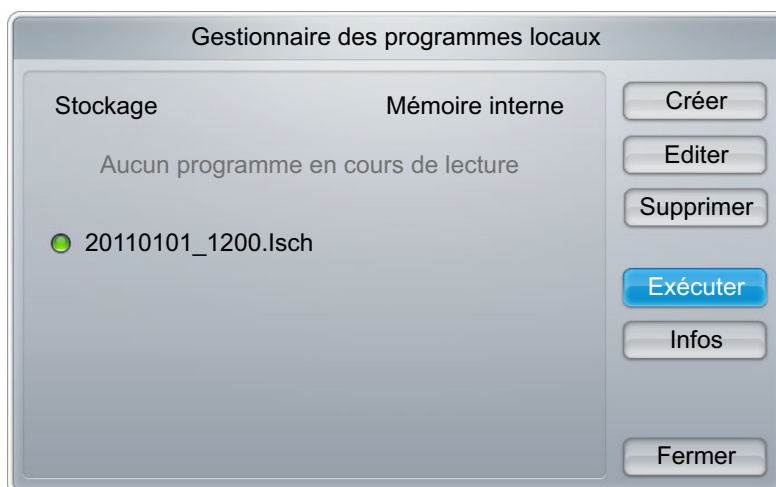 Gestionnaire des programmes locaux
Stockage Mémoire interne
Aucun programme en cours de lecture
20110101_1200.lsch
Créer
Editer
Supprimer
Exécuter
Infos
Fermer